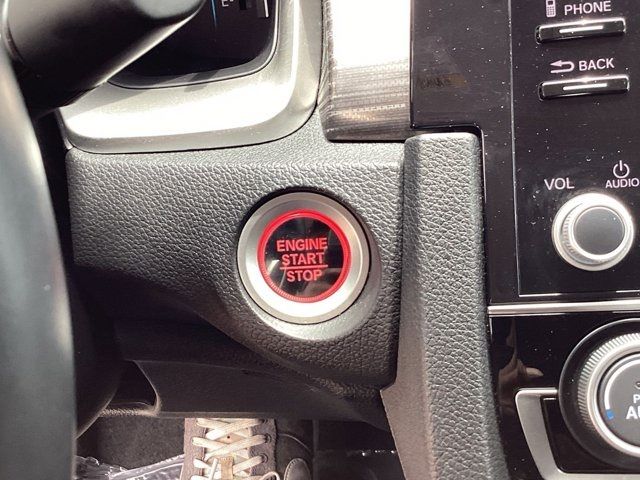 E
PHONE
BACK
VOL
AUDIO
ENGINE
START
STOP